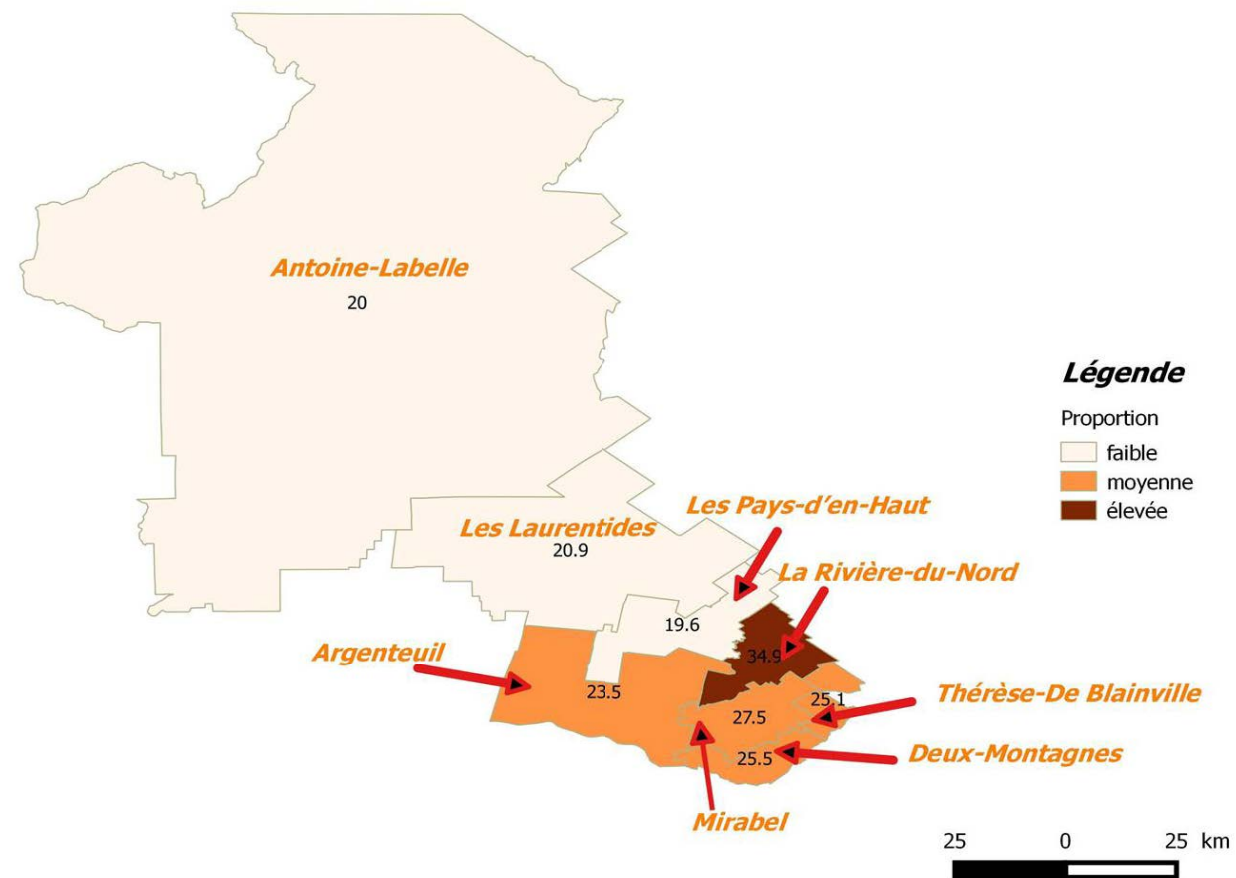 Antoine-Labelle
20
Légende
Proportion
faible
moyenne
élevée
Les Pays-d'en-Haut
Les Laurentides
20.9
La Rivière-du-Nord
19.6
Argenteuil
34.9
23.5
25.1
Thérèse-De Blainville
27.5
Deux-Montagnes
25.5
Mirabel
25 0 25 km